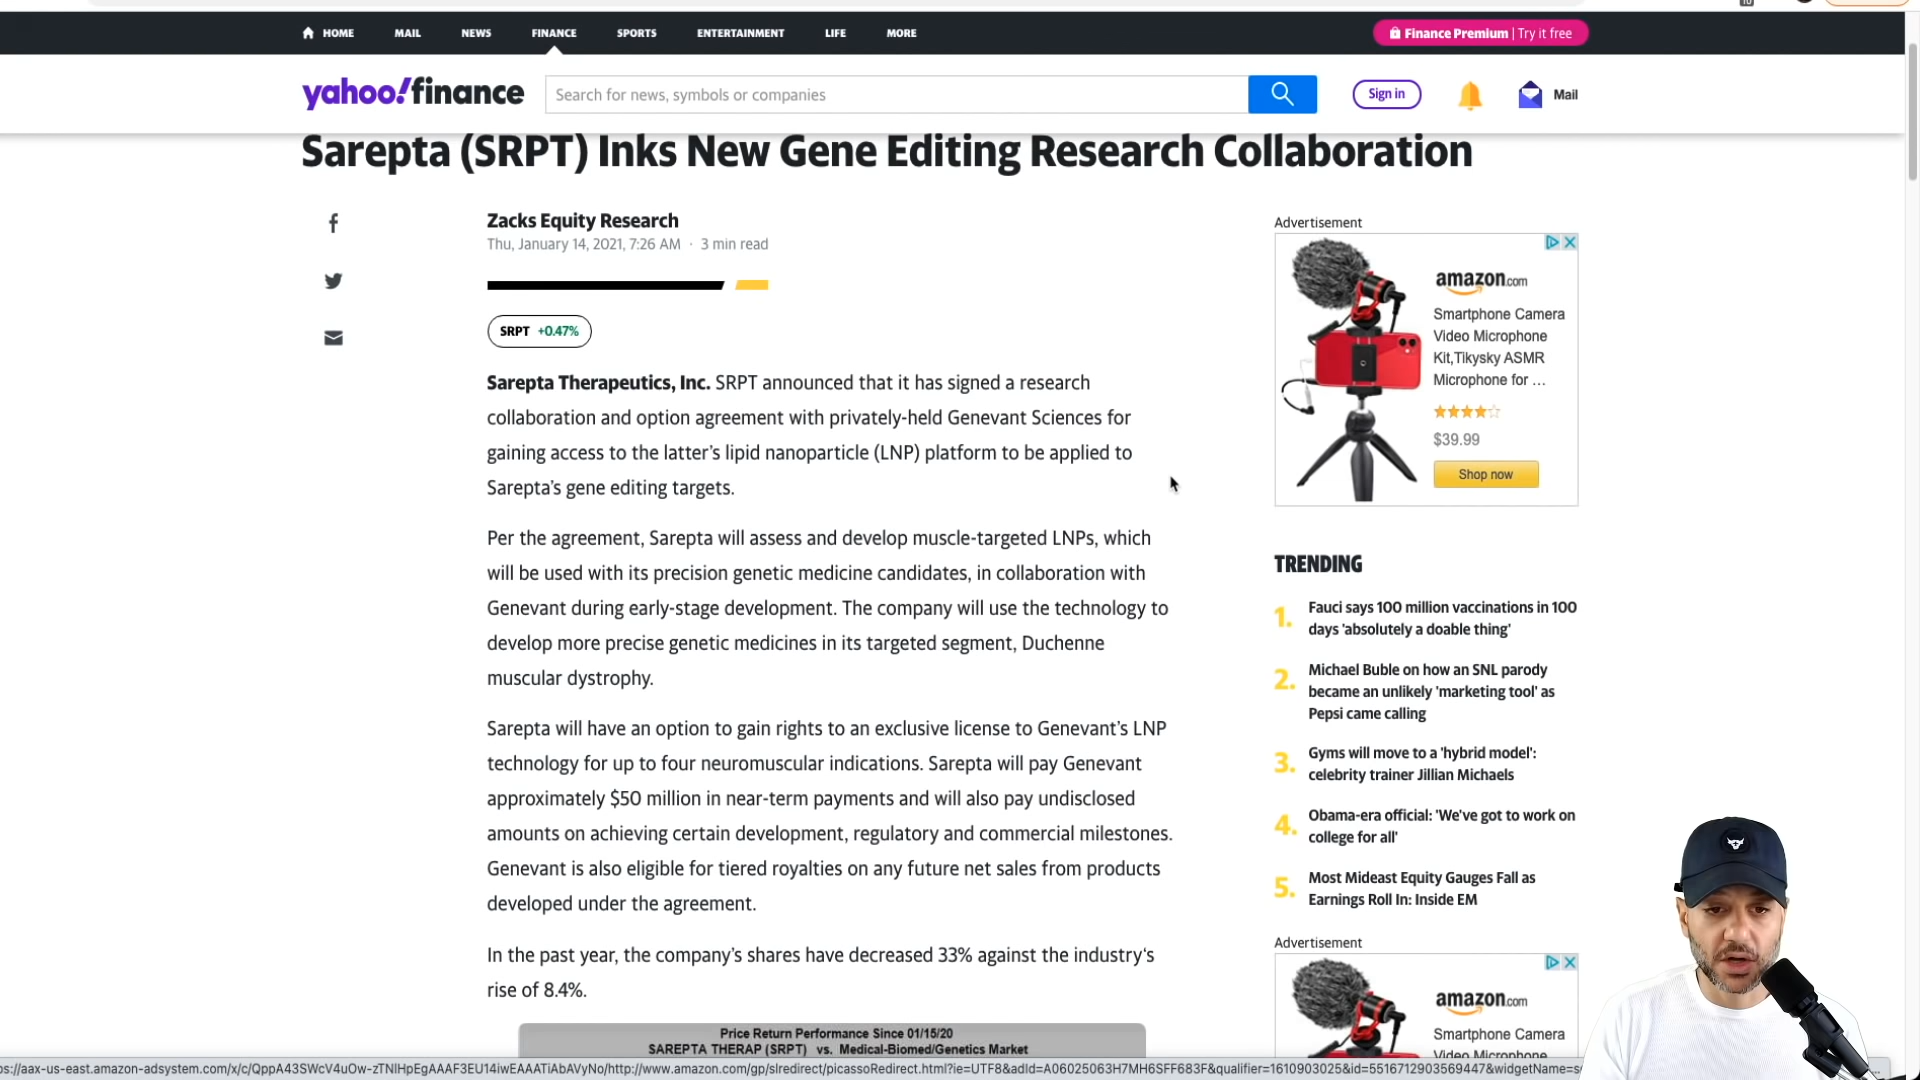 HOME MAIL NEWS FINANCE SPORTS ENTERTAINMENT LIFE MORE
Finance Premium | Try it free
yahoo!finance
Search for news, symbols or companies
Sign in
Mail
Sarepta (SRPT) Inks New Gene Editing Research Collaboration
Zacks Equity Research
Thu, January 14, 2021, 7:26 AM · 3 min read
SRPT +0.47%
Sarepta Therapeutics, Inc. SRPT announced that it has signed a research
collaboration and option agreement with privately-held Genevant Sciences for
gaining access to the latter’s lipid nanoparticle (LNP) platform to be applied to
Sarepta’s gene editing targets.
Per the agreement, Sarepta will assess and develop muscle-targeted LNPs, which
will be used with its precision genetic medicine candidates, in collaboration with
Genevant during early-stage development. The company will use the technology to
develop more precise genetic medicines in its targeted segment, Duchenne
muscular dystrophy.
Sarepta will have an option to gain rights to an exclusive license to Genevant’s LNP
technology for up to four neuromuscular indications. Sarepta will pay Genevant
approximately $50 million in near-term payments and will also pay undisclosed
amounts on achieving certain development, regulatory and commercial milestones.
Genevant is also eligible for tiered royalties on any future net sales from products
developed under the agreement.
In the past year, the company’s shares have decreased 33% against the industry‘s
rise of 8.4%.
Price Return Performance Since 01/15/20
SAREPTA THERAP (SRPT) vs. Medical-Biomed/Genetics Market
Advertisement
amazon.com
Smartphone Camera
Video Microphone
Kit,Tikysky ASMR
Microphone for ...
$39.99
Shop now
TRENDING
1. Fauci says 100 million vaccinations in 100
days 'absolutely a doable thing'
2. Michael Buble on how an SNL parody
became an unlikely 'marketing tool' as
Pepsi came calling
3. Gyms will move to a 'hybrid model':
celebrity trainer Jillian Michaels
4. Obama-era official: 'We've got to work on
college for all'
5. Most Mideast Equity Gauges Fall as
Earnings Roll In: Inside EM
Advertisement
amazon.com
Smartphone Camera
Video Microphone